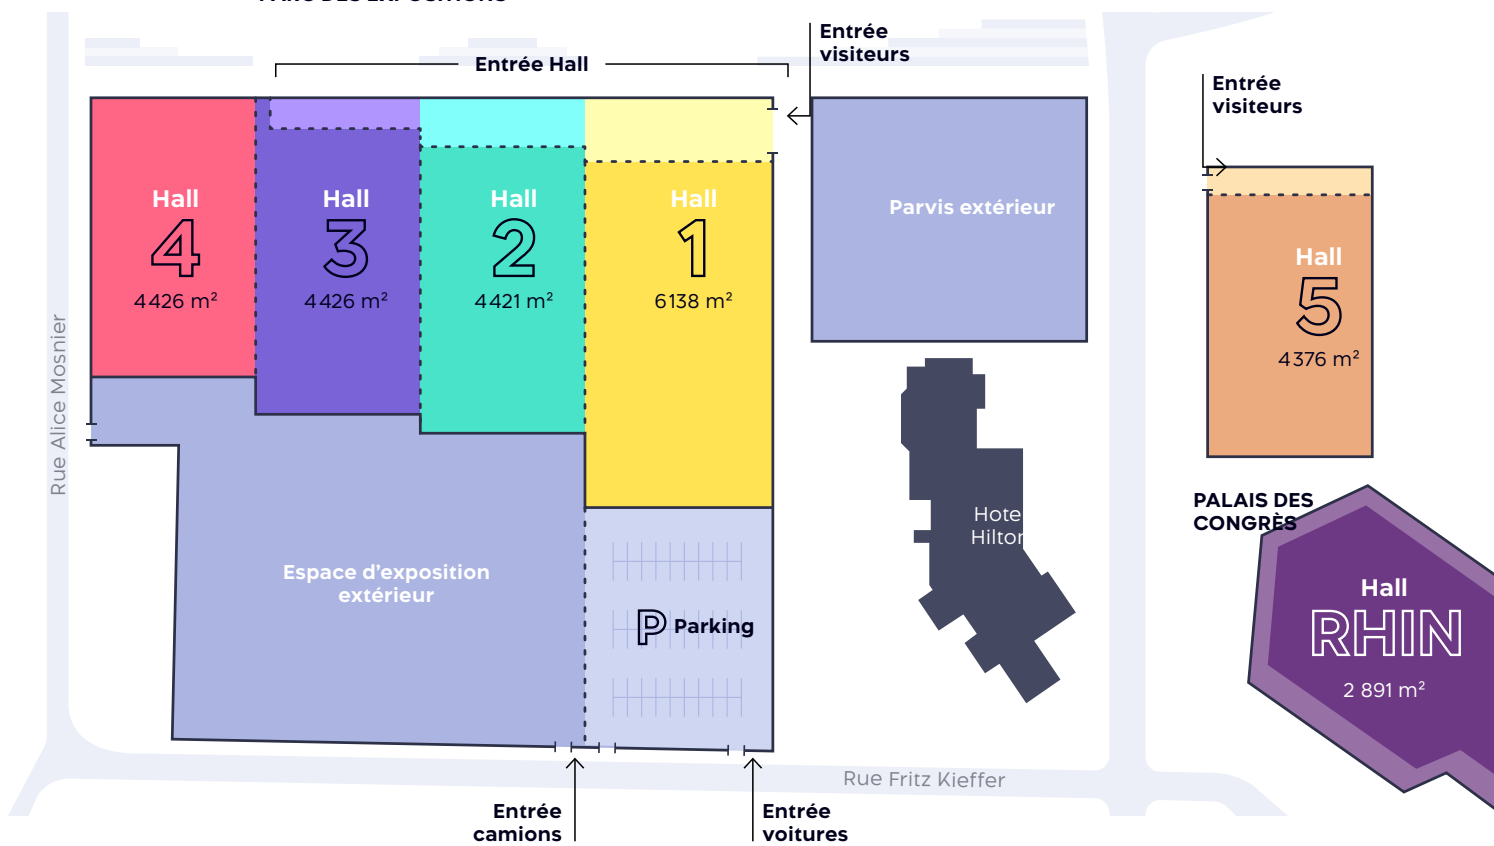 PARC DES EXPOSITIONS
Entrée
visiteurs
Entrée Hall
Entrée
visiteurs
Hall
4
4 426 m²
Hall
3
4 426 m²
Hall
2
4 421 m²
Hall
1
6 138 m²
Parvis extérieur
Hall
5
4 376 m²
Rue Alice Mosnier
PALAIS DES
CONGRÈS
Hote
Hilton
Espace d'exposition
extérieur
P Parking
Hall
RHIN
2 891 m²
Rue Fritz Kieffer
Entrée
camions
Entrée
voitures